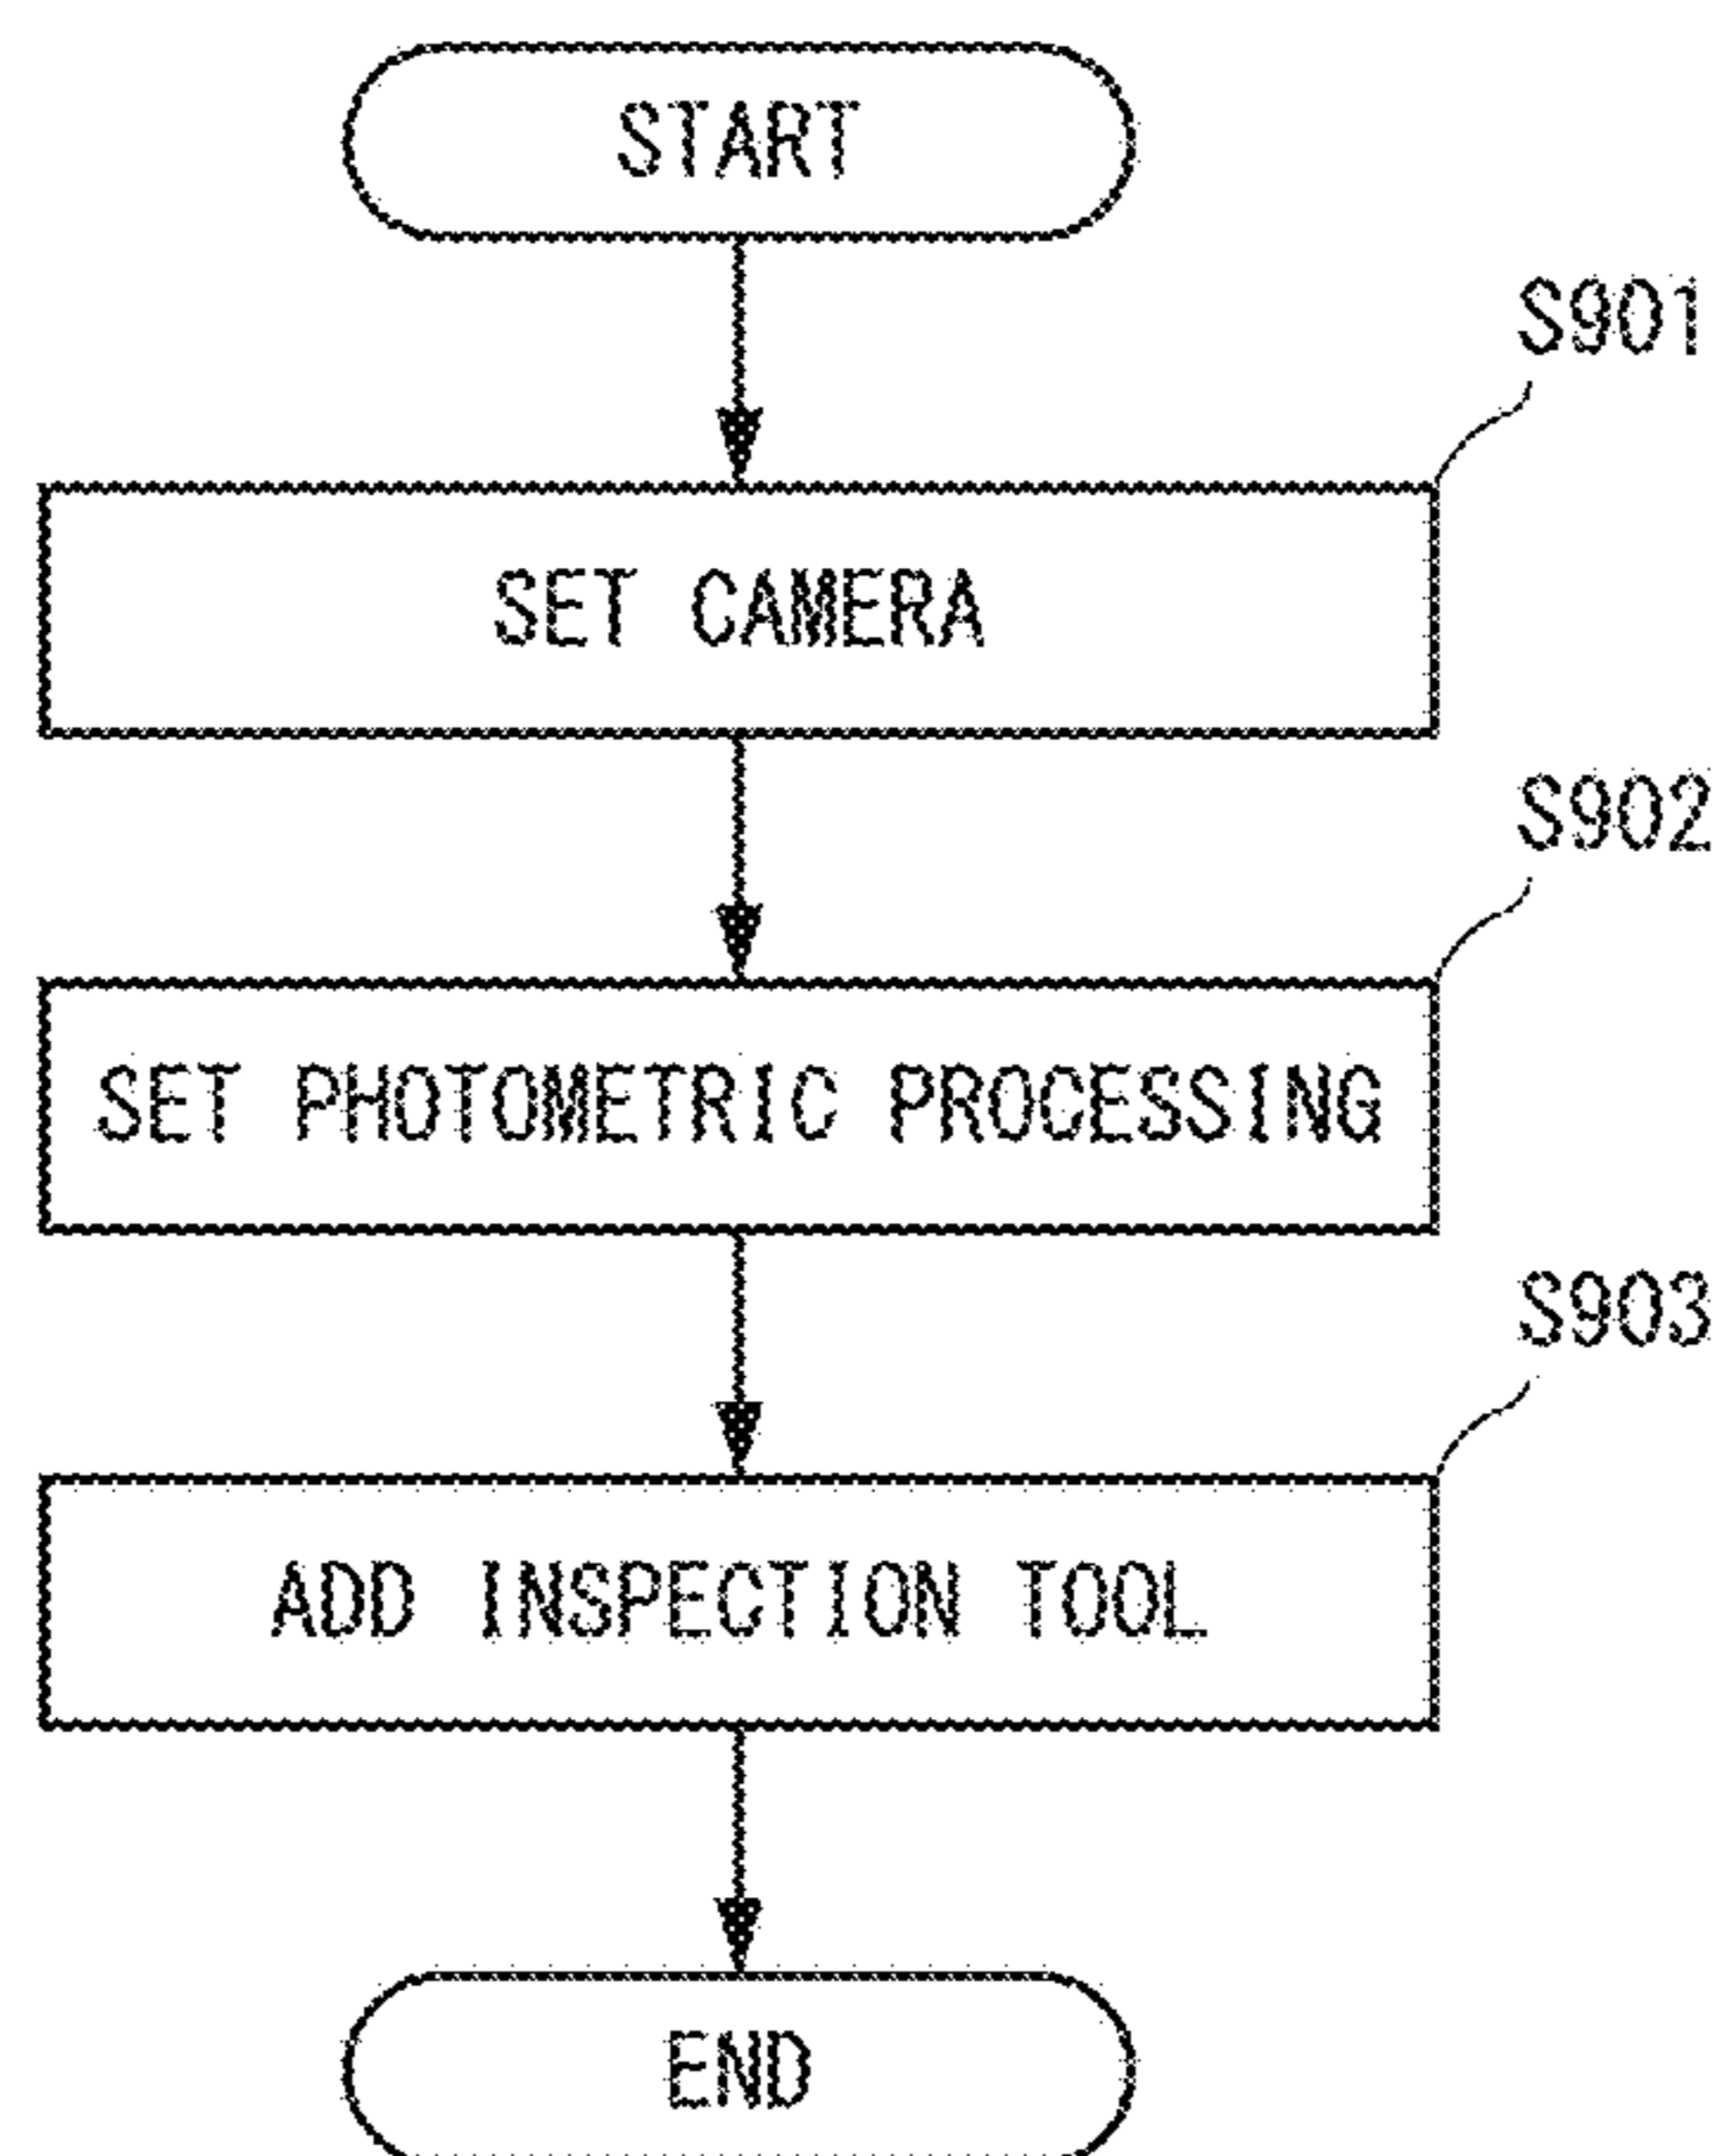 START
S901
SET CAMERA
S902
SET PHOTOMETRIC PROCESSING
S903
ADD INSPECTION TOOL
END